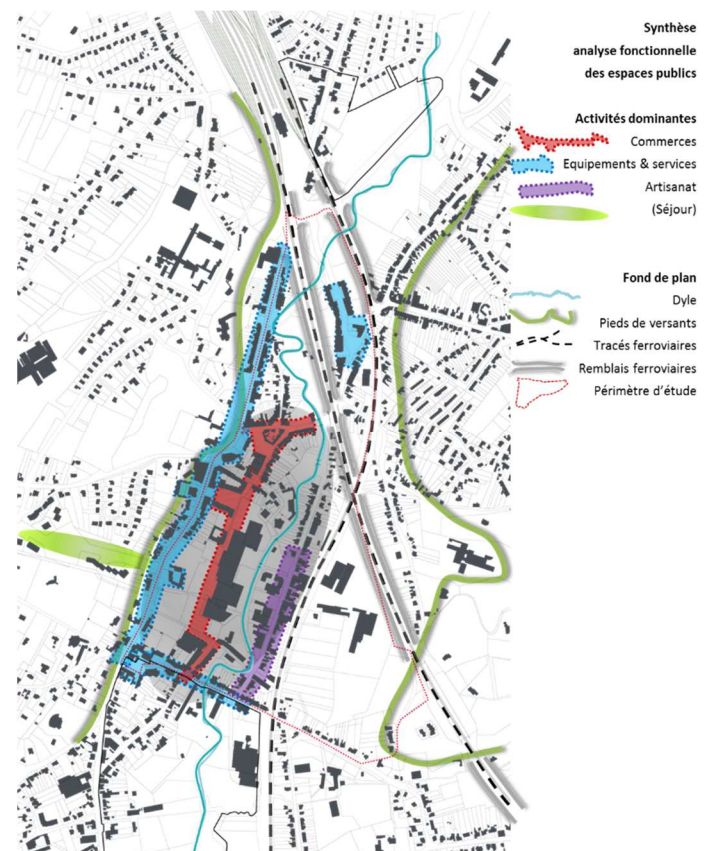 Synthèse
analyse fonctionnelle
des espaces publics
Activités dominantes
Commerces
Equipements & services
Artisanat
(Séjour)
Fond de plan
Dyle
Pieds de versants
Tracés ferroviaires
Remblais ferroviaires
Périmètre d'étude